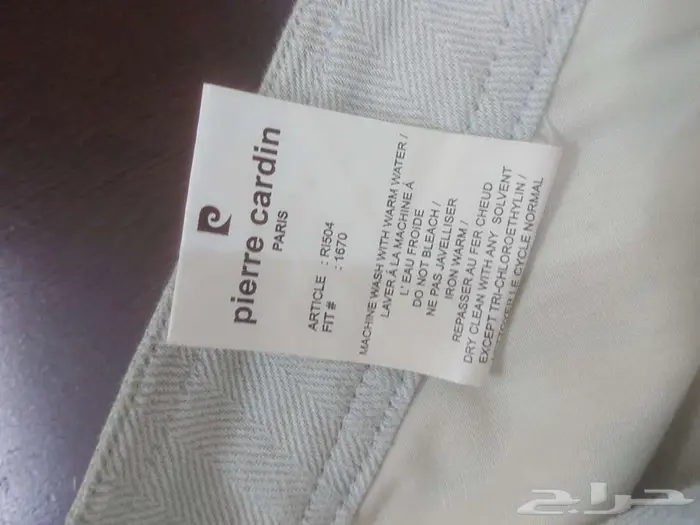 pierre cardin
PARIS
ARTICLE : RI504
FIT # : 1670
MACHINE WASH WITH WARM WATER /
LAVER Á LA MACHINE Á
L' EAU FROIDE
DO NOT BLEACH /
NE PAS JAVELLISER
IRON WARM /
REPASSER AU FER CHEUD
DRY CLEAN WITH ANY SOLVENT
EXCEPT TRI-CHLOROETHYLIN /
CYCLE NORMAL
حراج